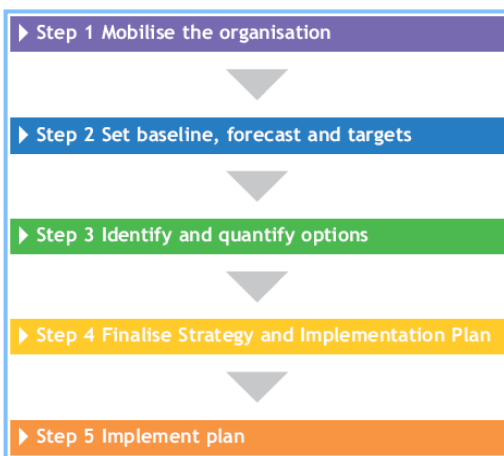 Step 1 Mobilise the organisation
Step 2 Set baseline, forecast and targets
Step 3 Identify and quantify options
Step 4 Finalise Strategy and Implementation Plan
Step 5 Implement plan